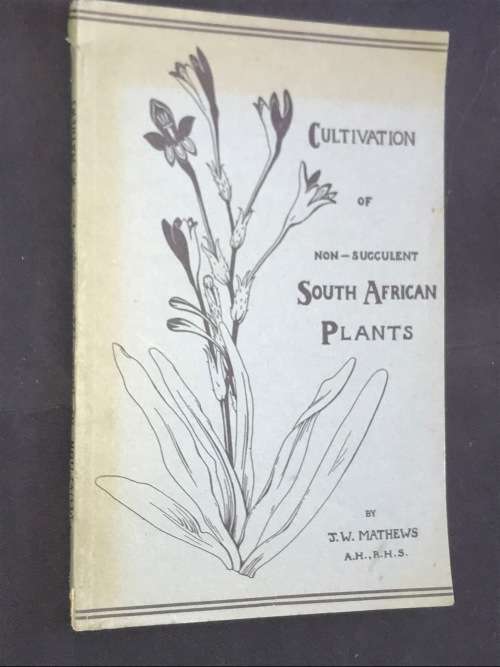 CULTIVATION
OF
NON-SUCCULENT
SOUTH AFRICAN
PLANTS
BY
J.W. MATHEWS
A.H., R.H.S.